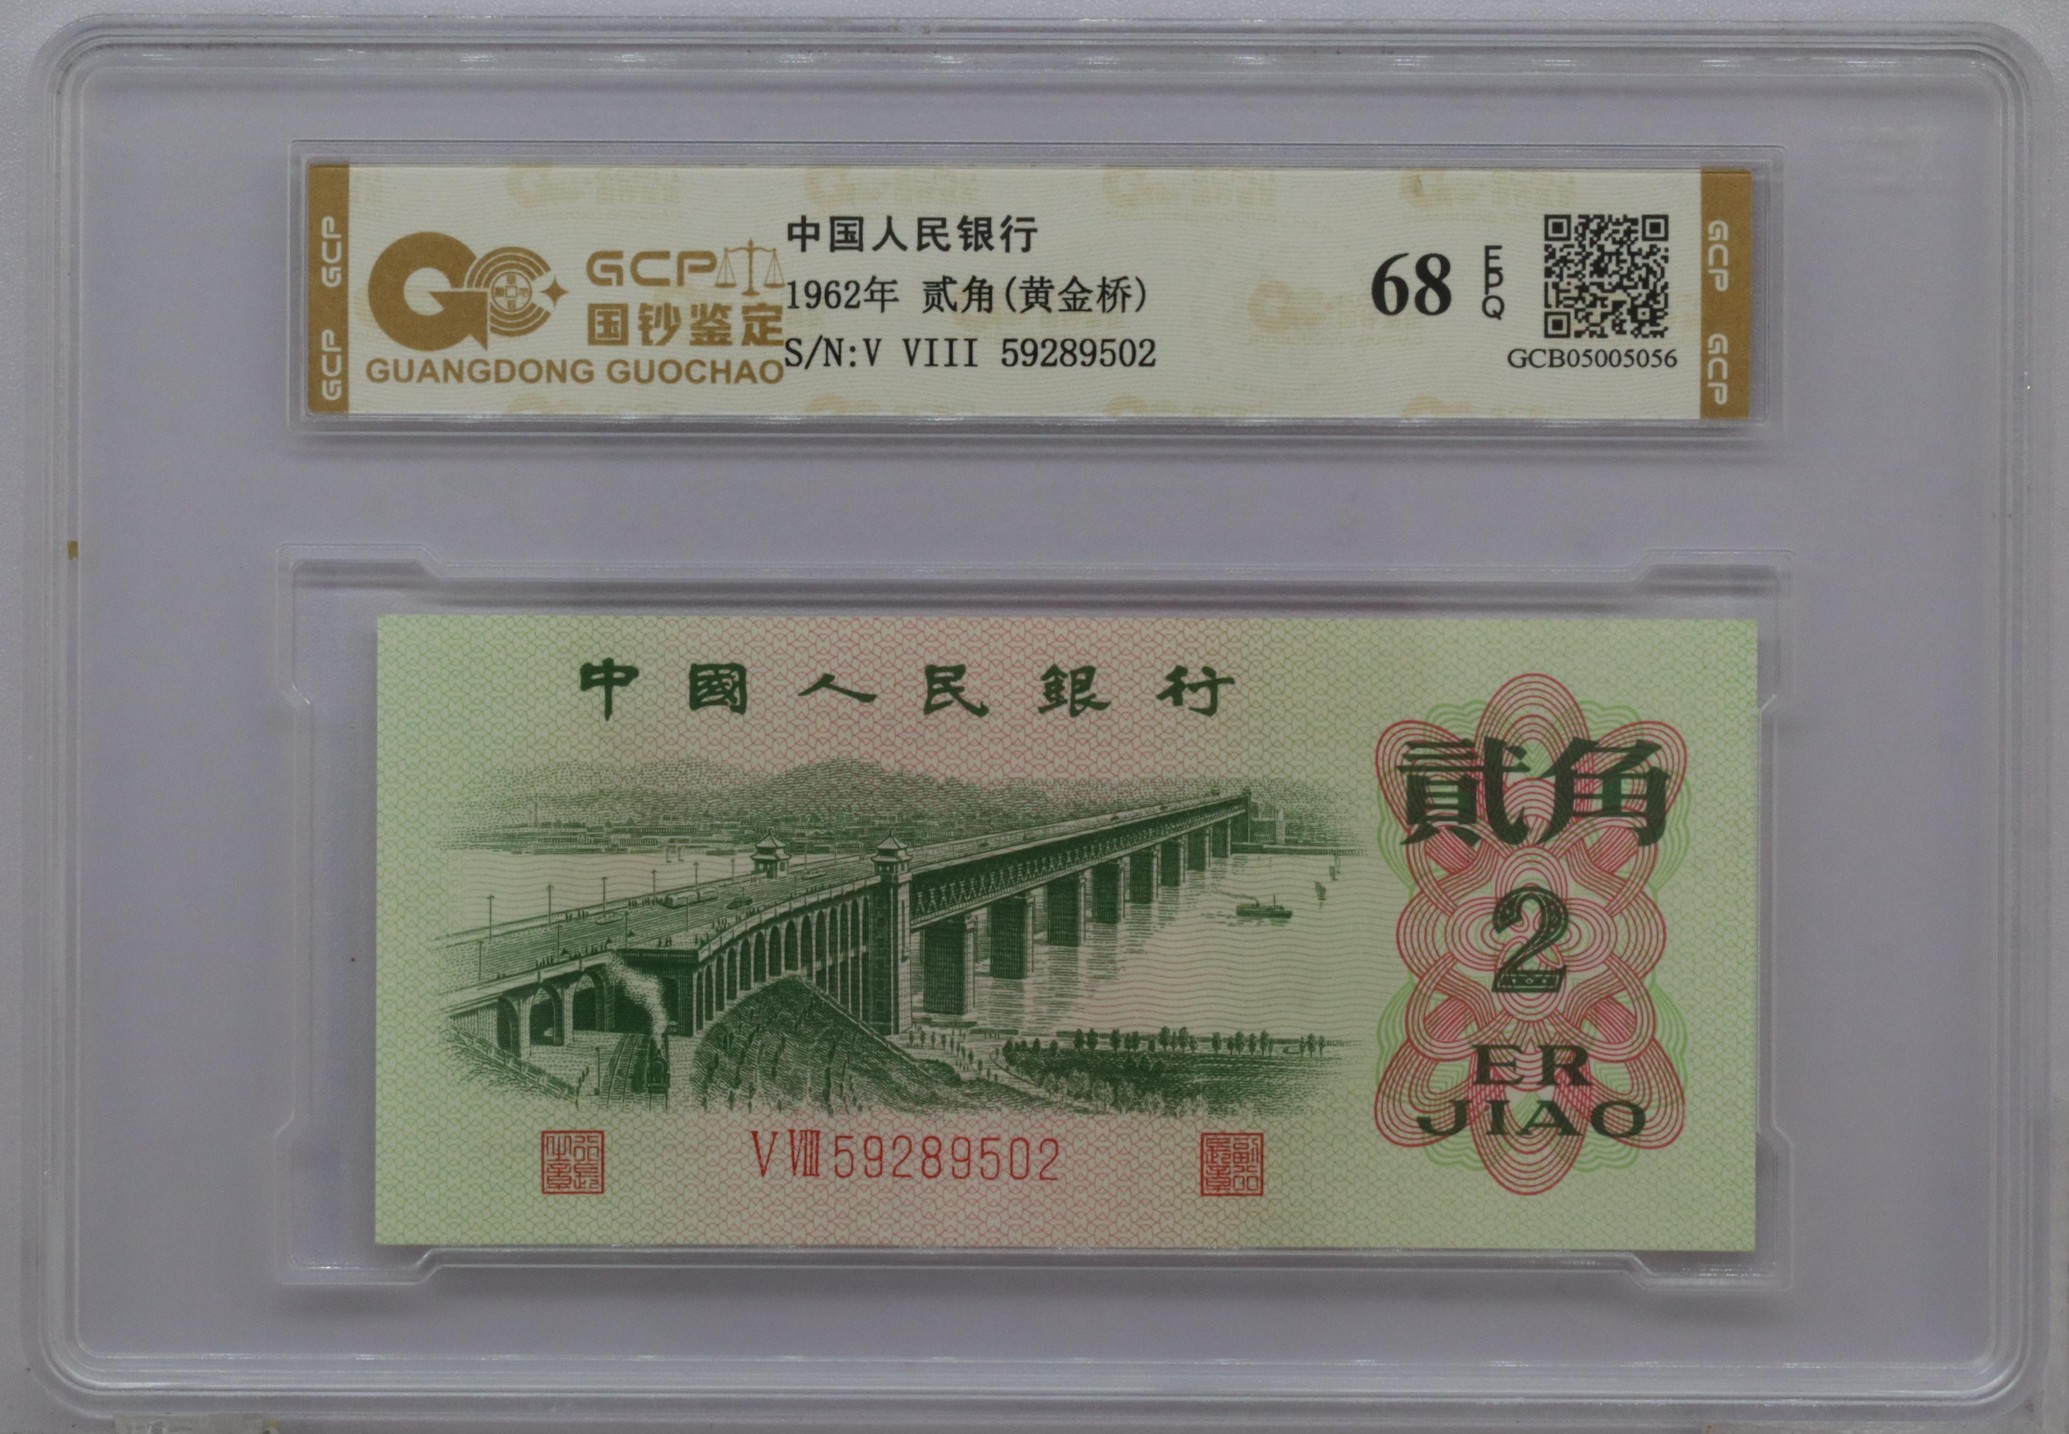 GCP
GCP
GCP
国钞鉴定
GUANGDONG GUOCHAO
中国人民银行
1962年 贰角(黄金桥)
S/N:V VIII 59289502
68
EPQ
GCB05005056
GCP
GCP
中國人民銀行
貳角
2
ER
JIAO
V VIII 59289502